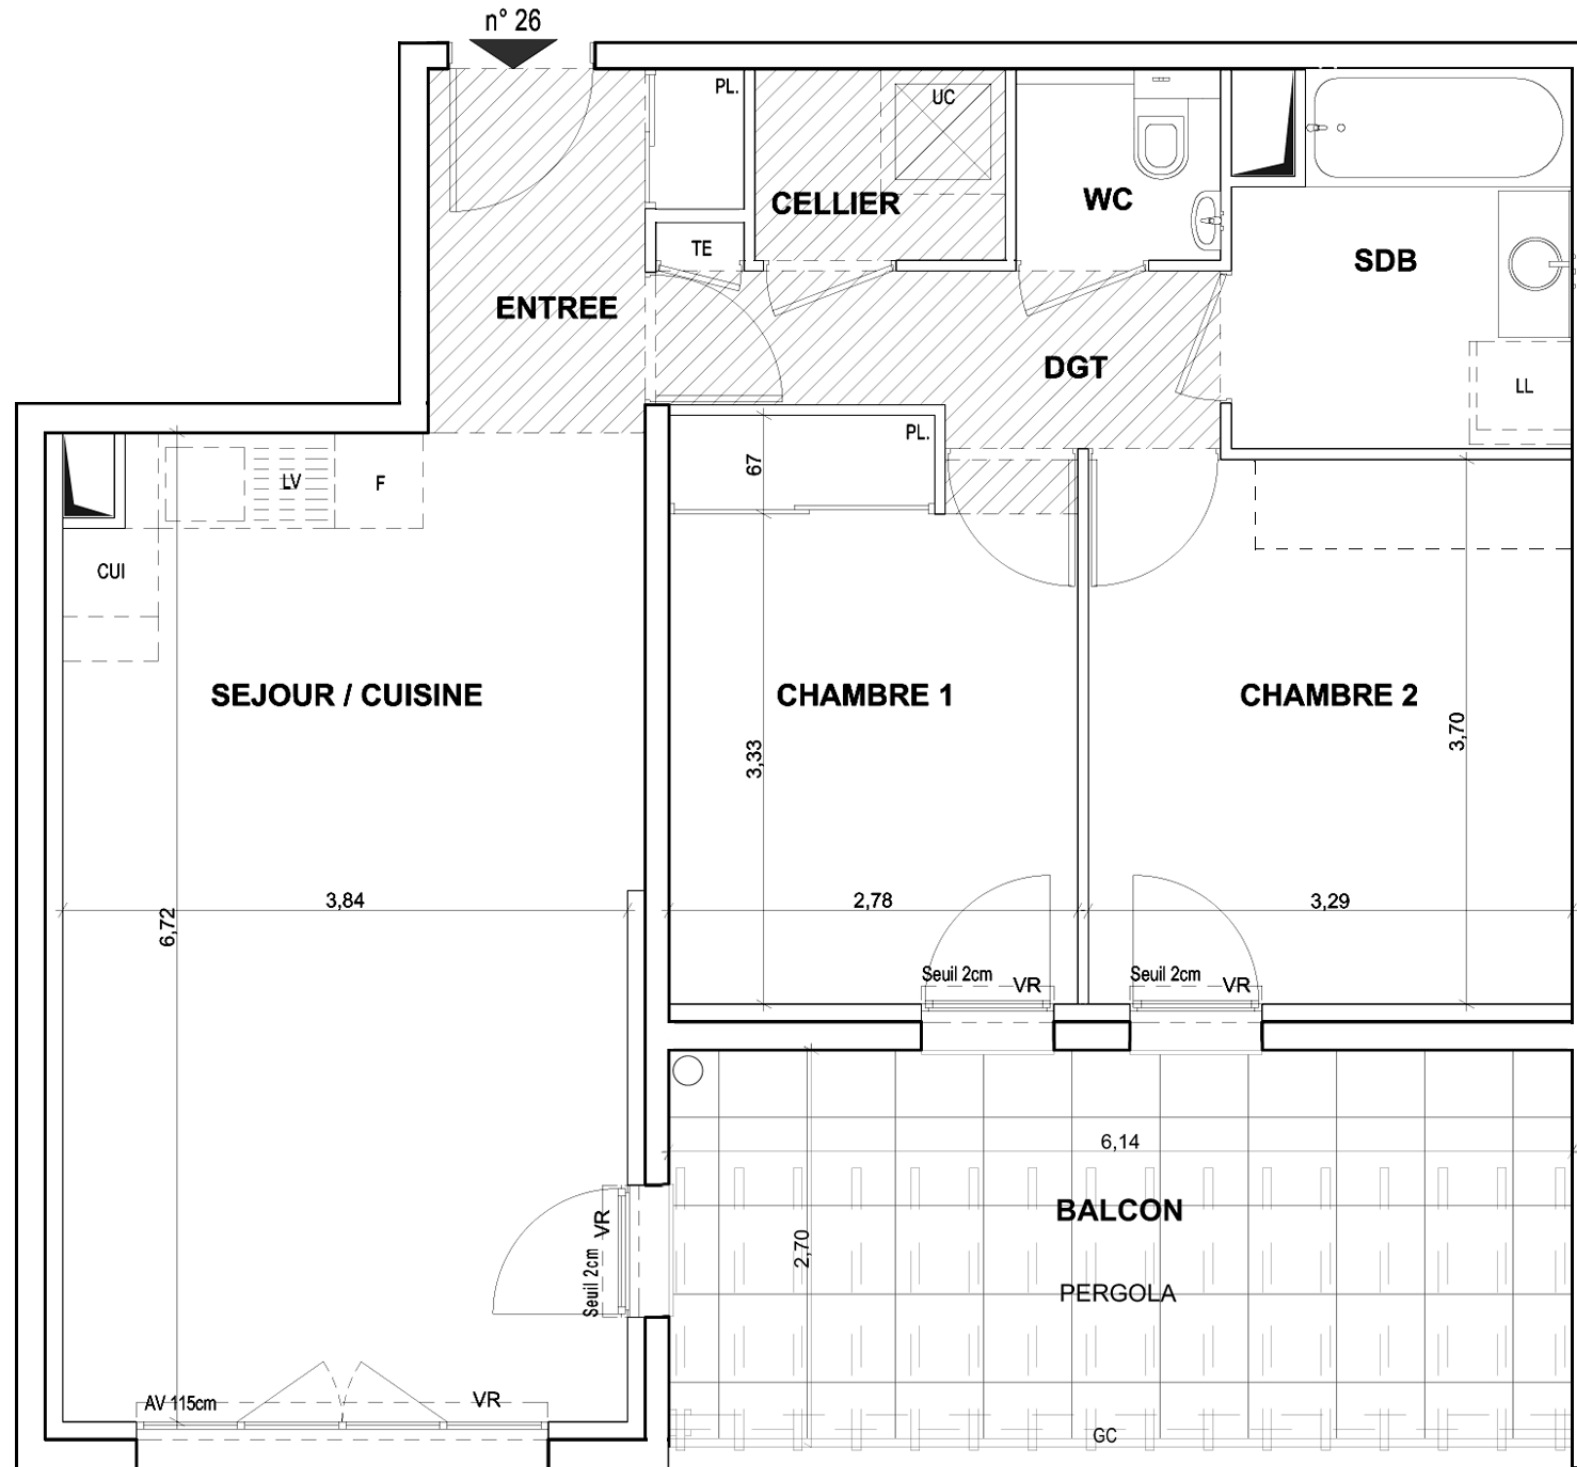 n° 26
PL.
UC
CELLIER
WC
TE
SDB
ENTREE
DGT
LL
PL.
67
LV
F
CUI
SEJOUR / CUISINE
CHAMBRE 1
CHAMBRE 2
3,33
3,70
3,84
6,72
2,78
3,29
Seuil 2cm
VR
Seuil 2cm
VR
6,14
BALCON
2,70
PERGOLA
VR
Seuil 2cm
AV 115cm
VR
GC